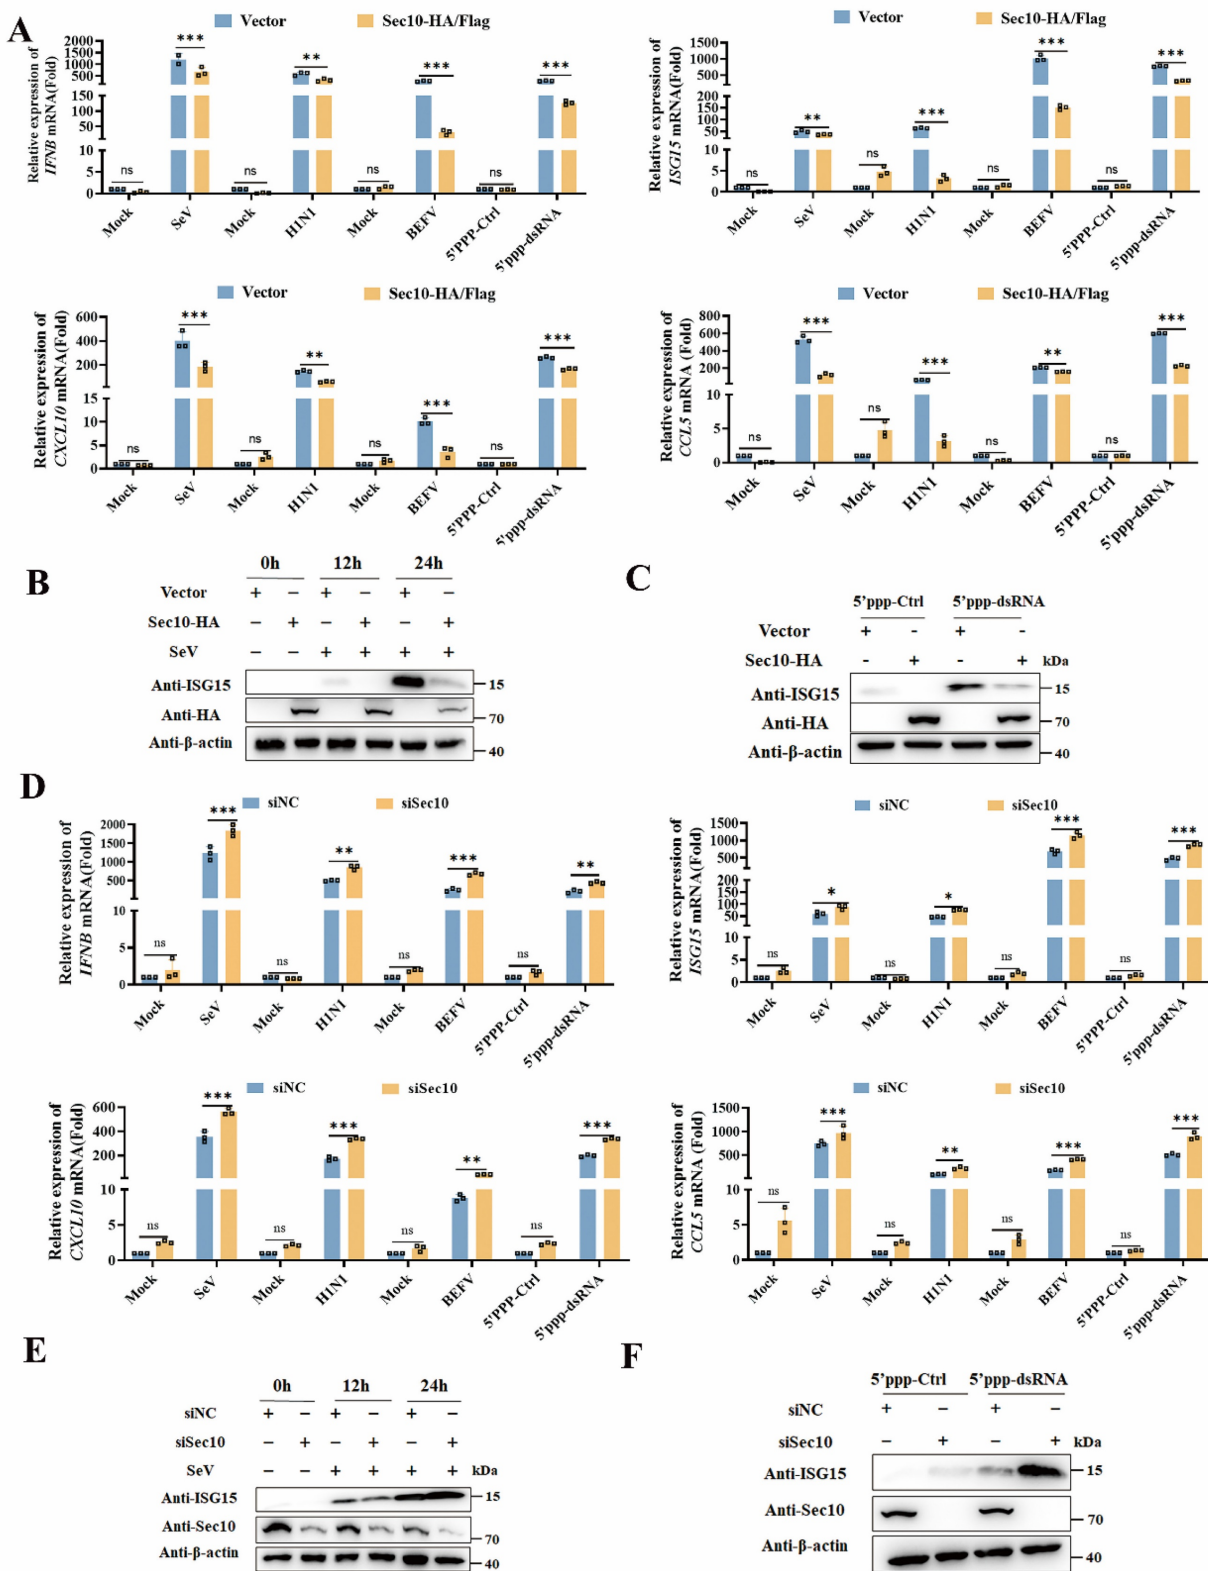 A
Vector Sec10-HA/Flag
Relative expression of
IFNB mRNA(Fold)
2000
1500
1000
500
150
100
50
10
5
0
ns *** ns ** ns *** ns ***
Mock SeV Mock H1N1 Mock BEFV 5'PPP-Ctrl 5'ppp-dsRNA
Vector Sec10-HA/Flag
Relative expression of
ISG15 mRNA(Fold)
1500
1000
500
150
100
50
10
5
0
ns ** ns *** ns *** ns ***
Mock SeV Mock H1N1 Mock BEFV 5'PPP-Ctrl 5'ppp-dsRNA
Vector Sec10-HA/Flag
Relative expression of
CXCL10 mRNA(Fold)
600
400
200
15
10
5
0
ns *** ns ** ns *** ns ***
Mock SeV Mock H1N1 Mock BEFV 5'PPP-Ctrl 5'ppp-dsRNA
Vector Sec10-HA/Flag
Relative expression of
CCL5 mRNA (Fold)
800
600
400
200
10
5
0
ns *** ns *** ns ** ns ***
Mock SeV Mock H1N1 Mock BEFV 5'PPP-Ctrl 5'ppp-dsRNA
B
0h 12h 24h
Vector + – + – + –
Sec10-HA – + – + – +
SeV – – + + + +
Anti-ISG15 15
Anti-HA 70
Anti-β-actin 40
C
5'ppp-Ctrl 5'ppp-dsRNA
Vector + - + -
Sec10-HA - + - + kDa
Anti-ISG15 15
Anti-HA 70
Anti-β-actin 40
D
siNC siSec10
Relative expression of
IFNB mRNA(Fold)
2000
1500
1000
500
10
5
0
ns *** ns ** ns *** ns **
Mock SeV Mock H1N1 Mock BEFV 5'PPP-Ctrl 5'ppp-dsRNA
siNC siSec10
Relative expression of
ISG15 mRNA(Fold)
1500
1000
500
150
100
50
10
5
0
ns * ns * ns *** ns ***
Mock SeV Mock H1N1 Mock BEFV 5'PPP-Ctrl 5'ppp-dsRNA
siNC siSec10
Relative expression of
CXCL10 mRNA(Fold)
600
400
200
10
5
0
ns *** ns *** ns ** ns ***
Mock SeV Mock H1N1 Mock BEFV 5'PPP-Ctrl 5'ppp-dsRNA
siNC siSec10
Relative expression of
CCL5 mRNA (Fold)
1500
1000
500
10
5
0
ns *** ns ** ns *** ns ***
Mock SeV Mock H1N1 Mock BEFV 5'PPP-Ctrl 5'ppp-dsRNA
E
0h 12h 24h
siNC + – + – + –
siSec10 – + – + – +
SeV – – + + + + kDa
Anti-ISG15 15
Anti-Sec10 70
Anti-β-actin 40
F
5'ppp-Ctrl 5'ppp-dsRNA
siNC + – + –
siSec10 – + – + kDa
Anti-ISG15 15
Anti-Sec10 70
Anti-β-actin 40